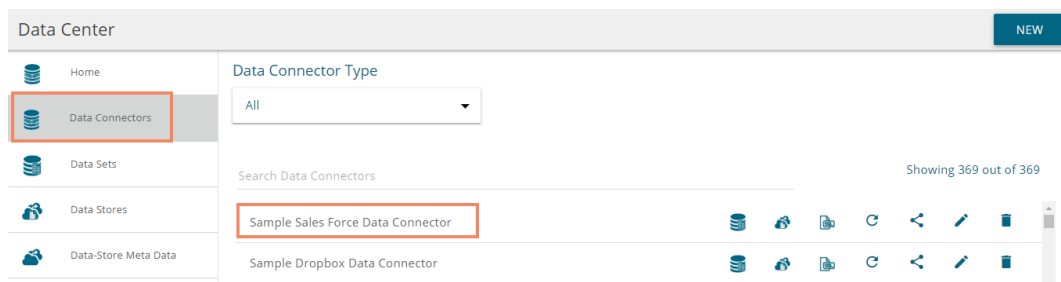 Data Center
NEW
Home
Data Connectors
Data Sets
Data Stores
Data-Store Meta Data
Data Connector Type
All
Search Data Connectors
Showing 369 out of 369
Sample Sales Force Data Connector
Sample Dropbox Data Connector